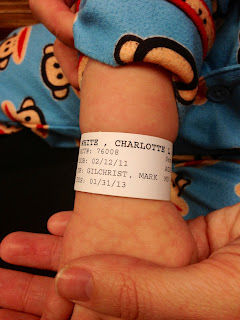 WHITE , CHARLOTTE
76008
02/12/11
GILCHRIST, MARK
01/31/13